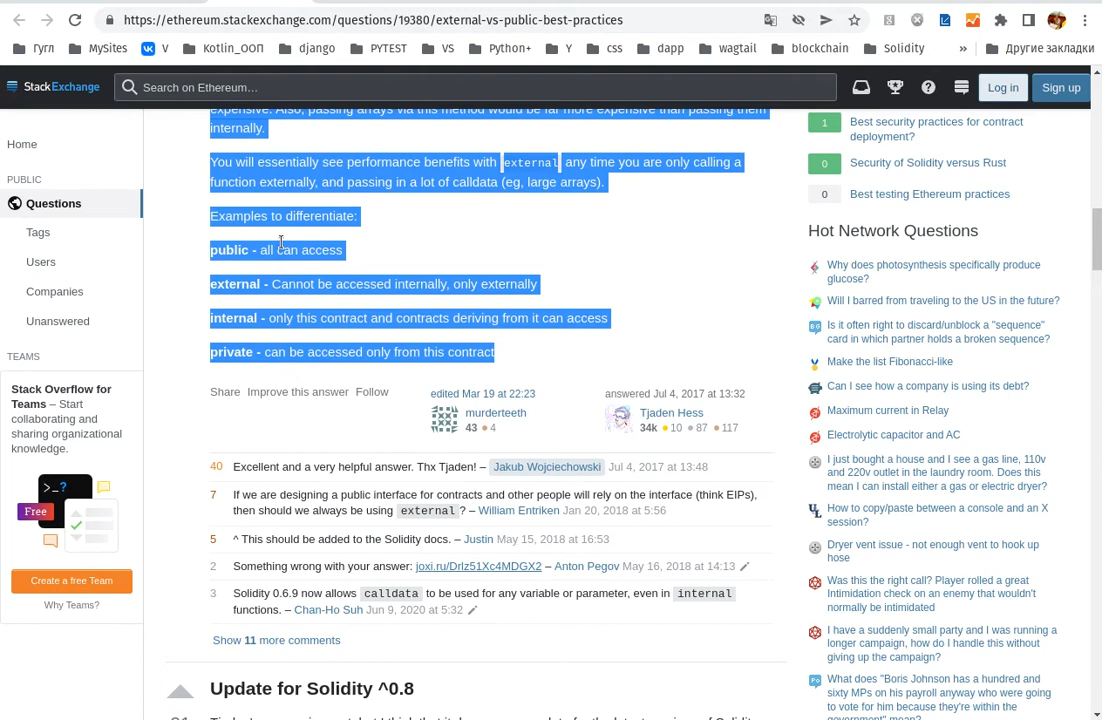 https://ethereum.stackexchange.com/questions/19380/external-vs-public-best-practices
Гугл
MySites
V
Kotlin_ООП
django
PYTEST
VS
Python+
Y
css
dapp
wagtail
blockchain
Solidity
»
Другие закладки
StackExchange
Search on Ethereum…
Log in
Sign up
Home
PUBLIC
Questions
Tags
Users
Companies
Unanswered
TEAMS
Stack Overflow for
Teams – Start
collaborating and
sharing organizational
knowledge.
>_?
Free
Create a free Team
Why Teams?
expensive. Also, passing arrays via this method would be far more expensive than passing them
internally.
You will essentially see performance benefits with external any time you are only calling a
function externally, and passing in a lot of calldata (eg, large arrays).
Examples to differentiate:
public - all can access
external - Cannot be accessed internally, only externally
internal - only this contract and contracts deriving from it can access
private - can be accessed only from this contract
Share Improve this answer Follow
edited Mar 19 at 22:23
murderteeth
43 4
answered Jul 4, 2017 at 13:32
Tjaden Hess
34k 10 87 117
40 Excellent and a very helpful answer. Thx Tjaden! – Jakub Wojciechowski Jul 4, 2017 at 13:48
7 If we are designing a public interface for contracts and other people will rely on the interface (think EIPs),
then should we always be using external ? – William Entriken Jan 20, 2018 at 5:56
5 ^ This should be added to the Solidity docs. – Justin May 15, 2018 at 16:53
2 Something wrong with your answer: joxi.ru/Drlz51Xc4MDGX2 – Anton Pegov May 16, 2018 at 14:13
3 Solidity 0.6.9 now allows calldata to be used for any variable or parameter, even in internal
functions. – Chan-Ho Suh Jun 9, 2020 at 5:32
Show 11 more comments
Update for Solidity ^0.8
1 Best security practices for contract
deployment?
0 Security of Solidity versus Rust
0 Best testing Ethereum practices
Hot Network Questions
Why does photosynthesis specifically produce
glucose?
Will I barred from traveling to the US in the future?
Is it often right to discard/unblock a "sequence"
card in which partner holds a broken sequence?
Make the list Fibonacci-like
Can I see how a company is using its debt?
Maximum current in Relay
Electrolytic capacitor and AC
I just bought a house and I see a gas line, 110v
and 220v outlet in the laundry room. Does this
mean I can install either a gas or electric dryer?
How to copy/paste between a console and an X
session?
Dryer vent issue - not enough vent to hook up
hose
Was this the right call? Player rolled a great
Intimidation check on an enemy that wouldn't
normally be intimidated
I have a suddenly small party and I was running a
longer campaign, how do I handle this without
giving up the campaign?
What does "Boris Johnson has a hundred and
sixty MPs on his payroll anyway who were going
to vote for him because they're within the